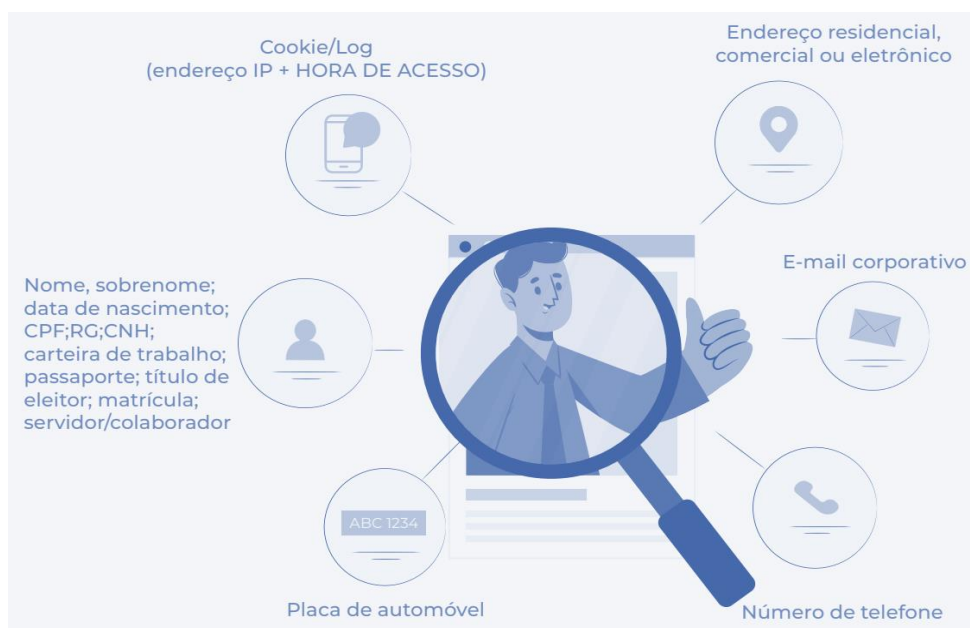 Cookie/Log
(endereço IP + HORA DE ACESSO)
Endereço residencial,
comercial ou eletrônico
E-mail corporativo
Nome, sobrenome;
data de nascimento;
CPF;RG;CNH;
carteira de trabalho;
passaporte; título de
eleitor; matrícula;
servidor/colaborador
ABC 1234
Placa de automóvel
Número de telefone